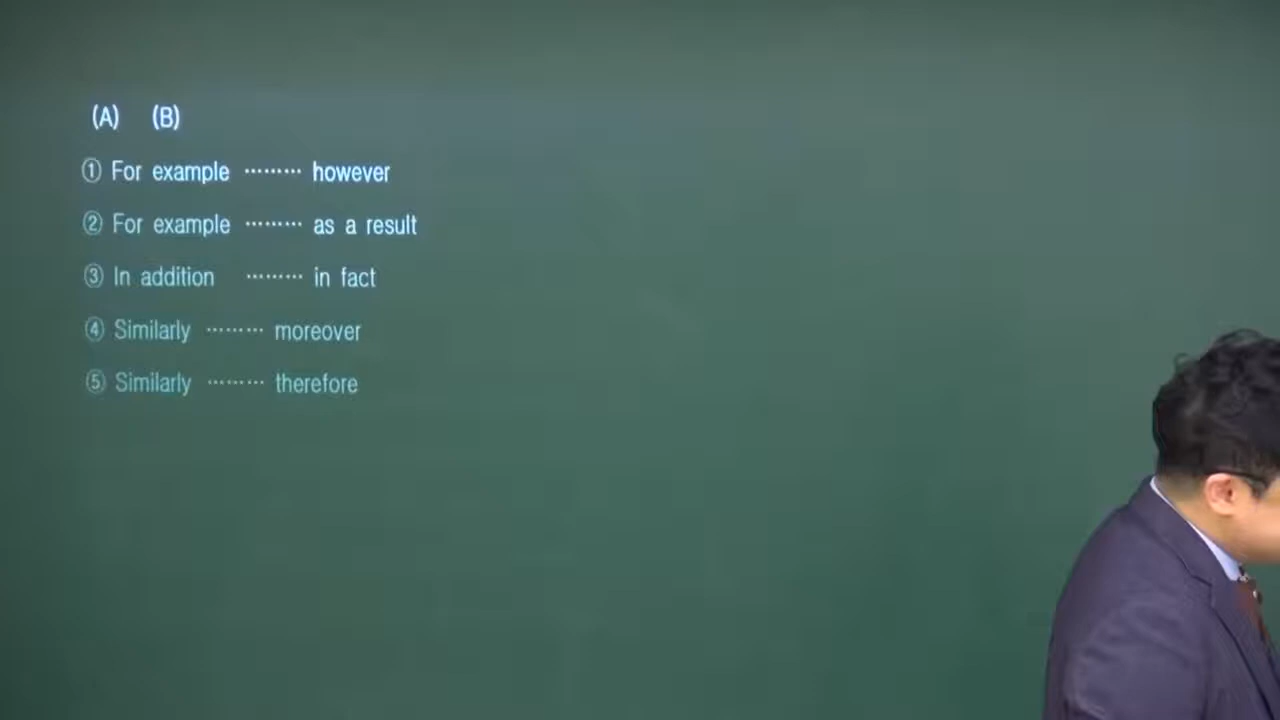 (A) (B)
① For example ········· however
② For example ········· as a result
③ In addition ········· in fact
④ Similarly ········· moreover
⑤ Similarly ········· therefore